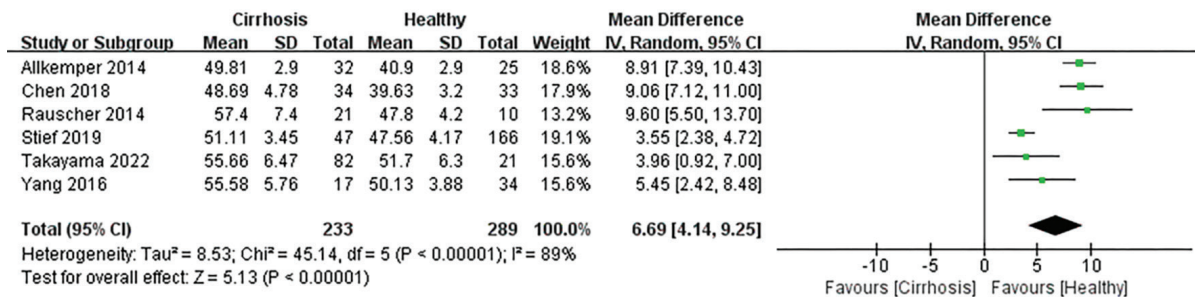 Cirrhosis Healthy Mean Difference Mean Difference
Study or Subgroup Mean SD Total Mean SD Total Weight IV, Random, 95% CI IV, Random, 95% CI
Allkemper 2014 49.81 2.9 32 40.9 2.9 25 18.6% 8.91 [7.39, 10.43]
Chen 2018 48.69 4.78 34 39.63 3.2 33 17.9% 9.06 [7.12, 11.00]
Rauscher 2014 57.4 7.4 21 47.8 4.2 10 13.2% 9.60 [5.50, 13.70]
Stief 2019 51.11 3.45 47 47.56 4.17 166 19.1% 3.55 [2.38, 4.72]
Takayama 2022 55.66 6.47 82 51.7 6.3 21 15.6% 3.96 [0.92, 7.00]
Yang 2016 55.58 5.76 17 50.13 3.88 34 15.6% 5.45 [2.42, 8.48]
Total (95% CI) 233 289 100.0% 6.69 [4.14, 9.25]
Heterogeneity: Tau² = 8.53; Chi² = 45.14, df = 5 (P < 0.00001); I² = 89%
Test for overall effect: Z = 5.13 (P < 0.00001)
-10 -5 0 5 10
Favours [Cirrhosis] Favours [Healthy]